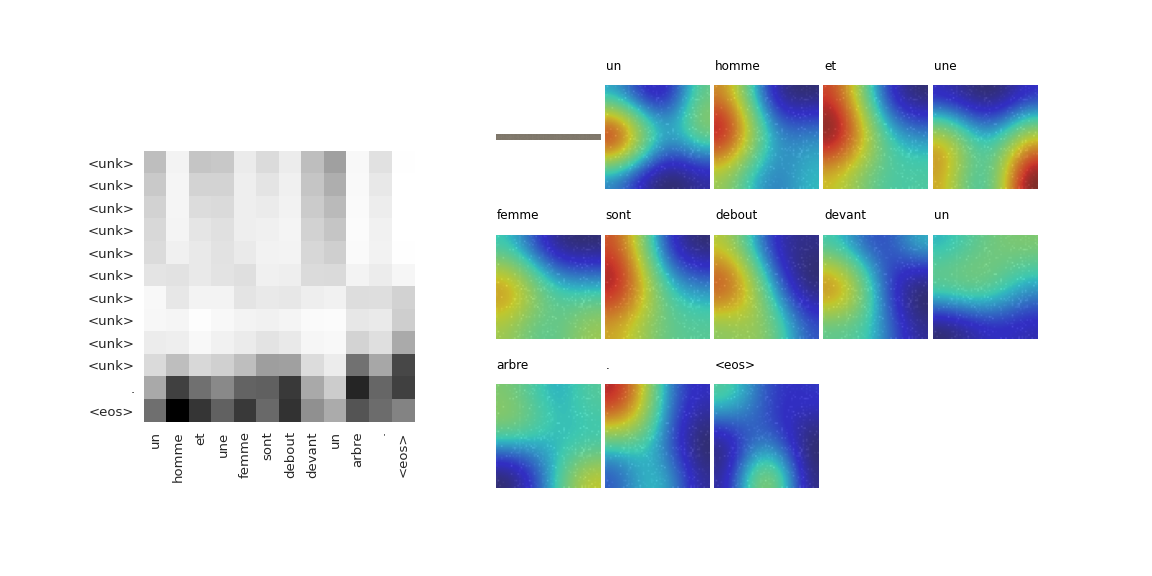 <unk>
<unk>
<unk>
<unk>
<unk>
<unk>
<unk>
<unk>
<unk>
<unk>
.
<eos>
un homme et une femme sont debout devant un arbre . <eos>
un homme et une
femme sont debout devant un
arbre . <eos>